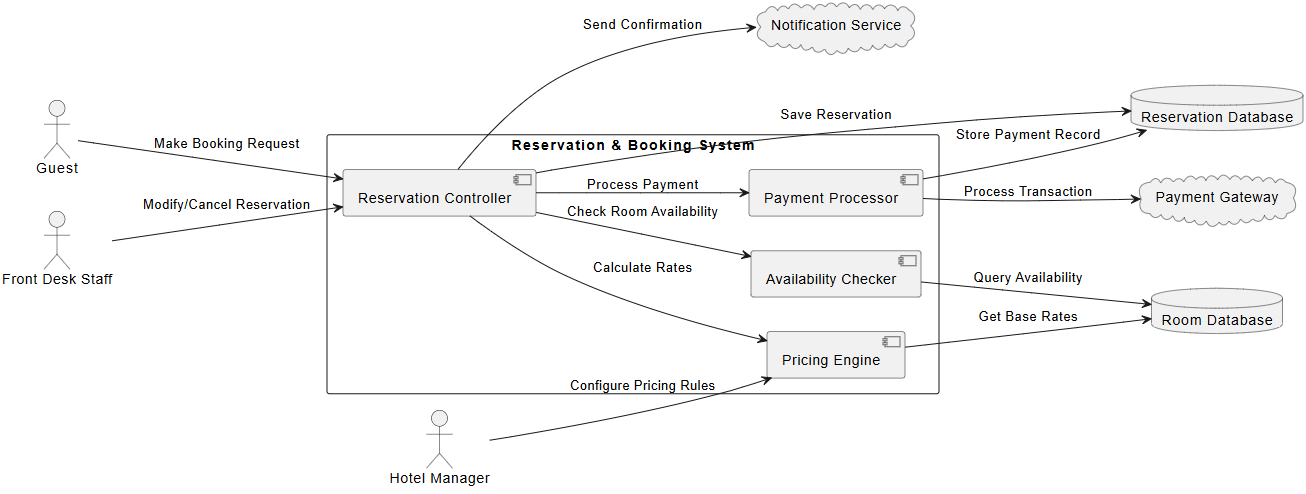 Send Confirmation
Notification Service
Save Reservation
Reservation Database
Store Payment Record
Make Booking Request
Guest
Reservation & Booking System
Reservation Controller
Process Payment
Payment Processor
Process Transaction
Payment Gateway
Modify/Cancel Reservation
Front Desk Staff
Check Room Availability
Calculate Rates
Availability Checker
Query Availability
Room Database
Get Base Rates
Pricing Engine
Configure Pricing Rules
Hotel Manager